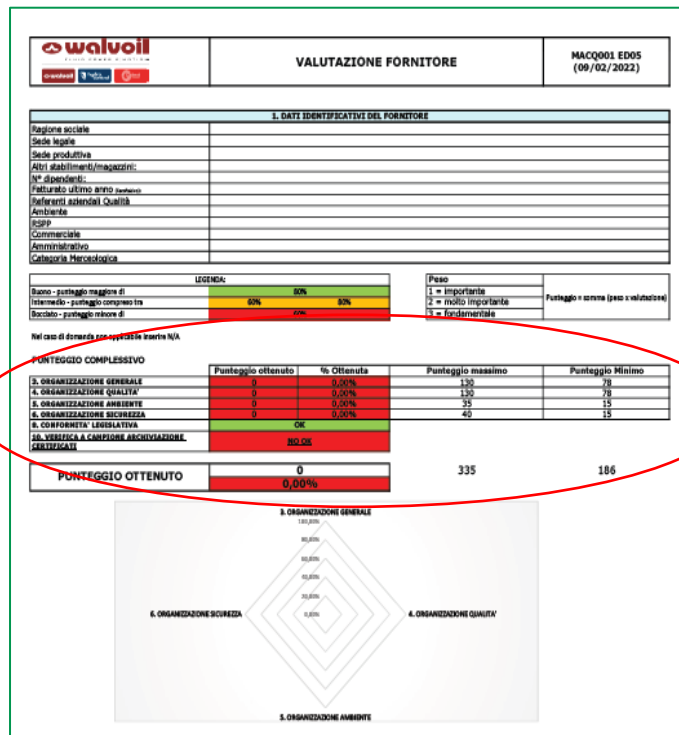 walvoil
VALUTAZIONE FORNITORE
MACQ001 ED05
(09/02/2022)
walvoil
1. DATI IDENTIFICATIVI DEL FORNITORE
Ragione sociale
Sede legale
Sede produttiva
Altri stabilimenti/magazzini:
N° dipendenti:
Fatturato ultimo anno
Referenti aziendali Qualità
Ambiente
RSPP
Commerciale
Amministrativo
Categoria Merceologica
LEGENDA:
Buono - punteggio maggiore di 80%
Intermedio - punteggio compreso tra 60% 80%
Bocciato - punteggio minore di 60%
Peso
1 = importante
2 = molto importante
3 = fondamentale
Punteggio = somma (peso x valutazione)
Nel caso di domanda non applicabile inserire N/A
PUNTEGGIO COMPLESSIVO
Punteggio ottenuto % Ottenuta Punteggio massimo Punteggio Minimo
3. ORGANIZZAZIONE GENERALE 0 0,00% 130 78
4. ORGANIZZAZIONE QUALITA' 0 0,00% 130 78
5. ORGANIZZAZIONE AMBIENTE 0 0,00% 35 15
6. ORGANIZZAZIONE SICUREZZA 0 0,00% 40 15
9. CONFORMITA' LEGISLATIVA OK
10. VERIFICA A CAMPIONE ARCHIVIAZIONE
CERTIFICATI
NO OK
PUNTEGGIO OTTENUTO 0 335 186
0,00%
3. ORGANIZZAZIONE GENERALE
100,00%
80,00%
60,00%
40,00%
20,00%
0,00%
6. ORGANIZZAZIONE SICUREZZA
4. ORGANIZZAZIONE QUALITA'
5. ORGANIZZAZIONE AMBIENTE